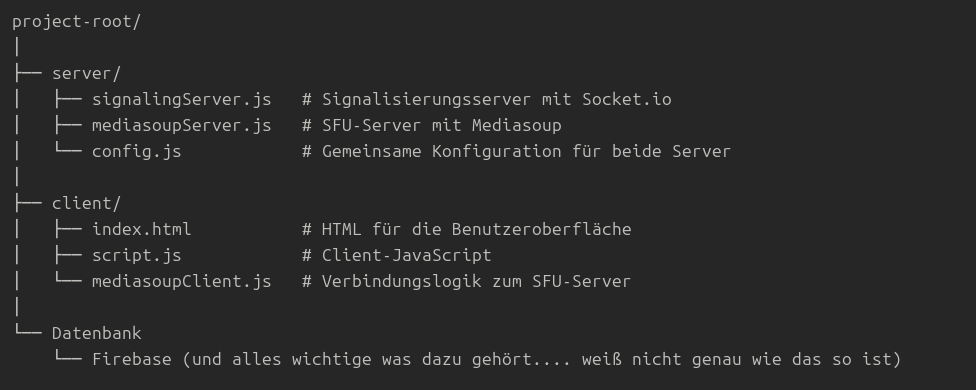 project-root/
│
├── server/
│   ├── signalingServer.js   # Signalisierungsserver mit Socket.io
│   ├── mediasoupServer.js   # SFU-Server mit Mediasoup
│   └── config.js            # Gemeinsame Konfiguration für beide Server
│
├── client/
│   ├── index.html           # HTML für die Benutzeroberfläche
│   ├── script.js            # Client-JavaScript
│   └── mediasoupClient.js   # Verbindungslogik zum SFU-Server
│
└── Datenbank
    └── Firebase (und alles wichtige was dazu gehört.... weiß nicht genau wie das so ist)